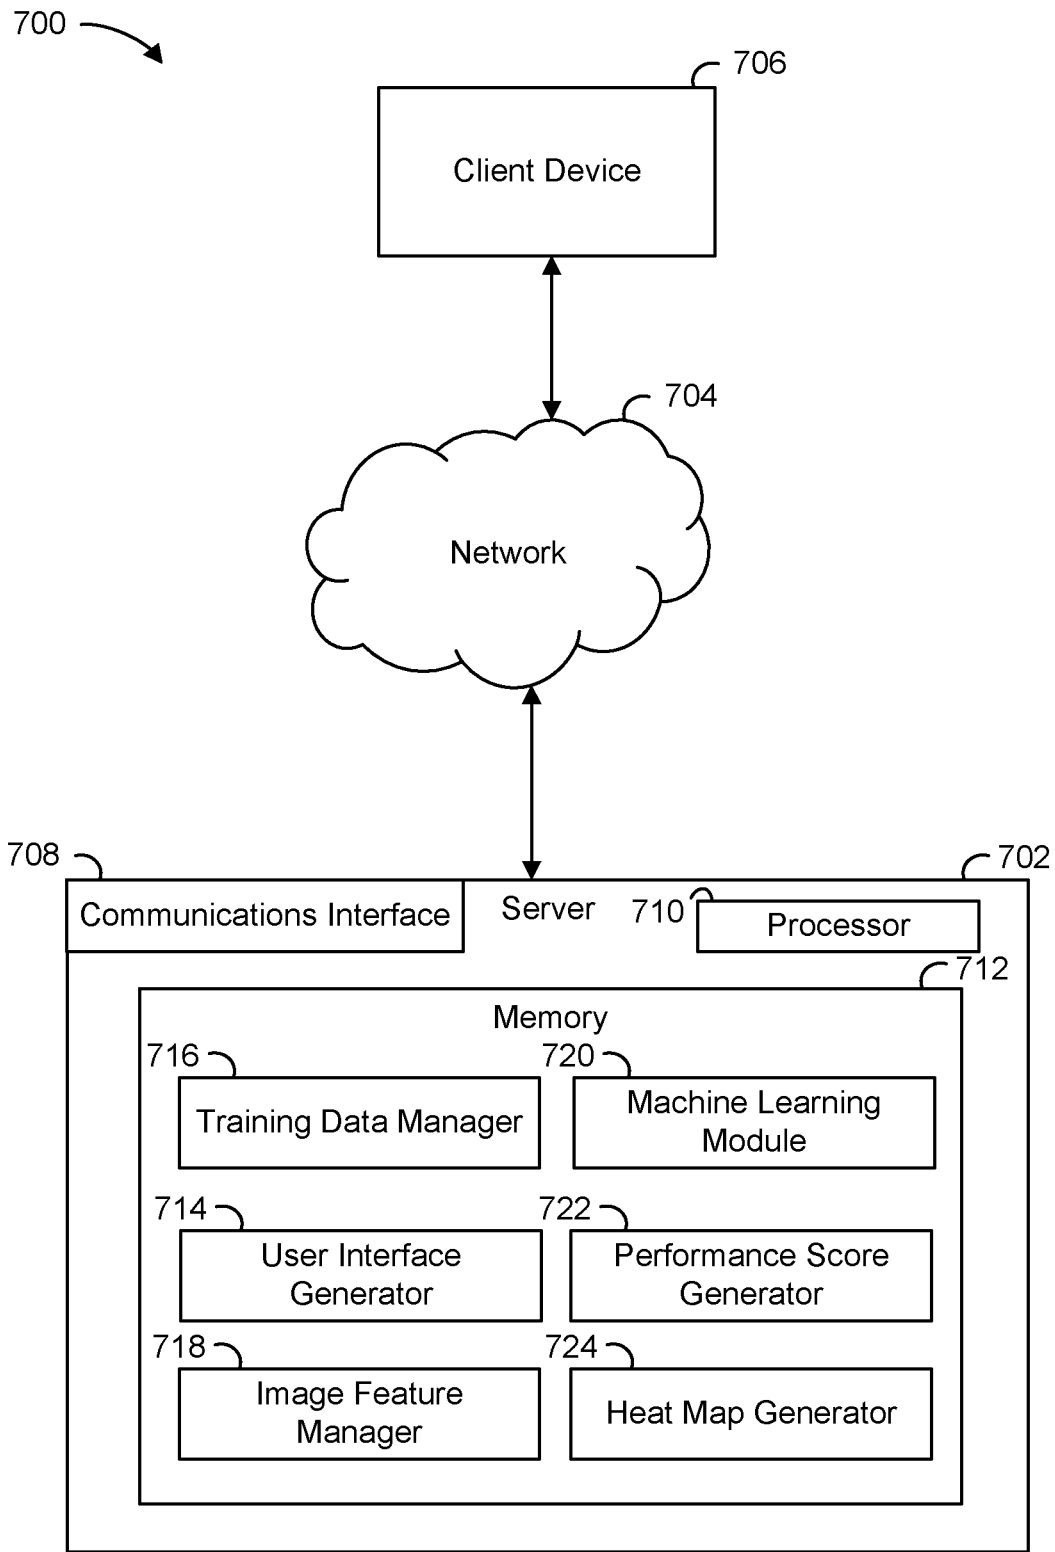 700
706
Client Device
704
Network
708
702
Communications Interface
Server
710
Processor
712
Memory
716
720
Training Data Manager
Machine Learning
Module
714
722
User Interface
Generator
Performance Score
Generator
718
724
Image Feature
Manager
Heat Map Generator